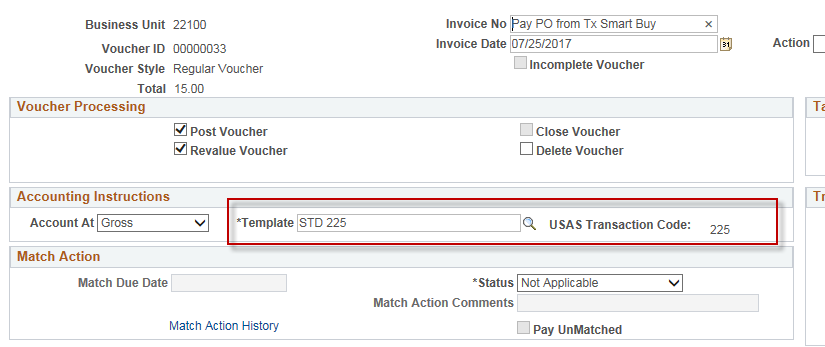 Business Unit 22100
Invoice No Pay PO from Tx Smart Buy ×
Voucher ID 00000033
Invoice Date 07/25/2017 31
Action
Voucher Style Regular Voucher
Incomplete Voucher
Total 15.00
Voucher Processing
Ta
Post Voucher
Close Voucher
Revalue Voucher
Delete Voucher
Accounting Instructions
Tr
Account At Gross
*Template STD 225
USAS Transaction Code: 225
Match Action
Match Due Date
*Status Not Applicable
Match Action Comments
Match Action History
Pay UnMatched